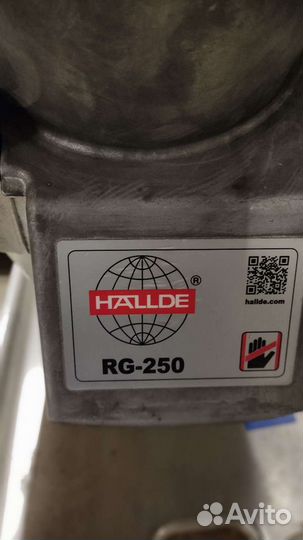 HALLDE
®
hallde.com
RG-250
Avito